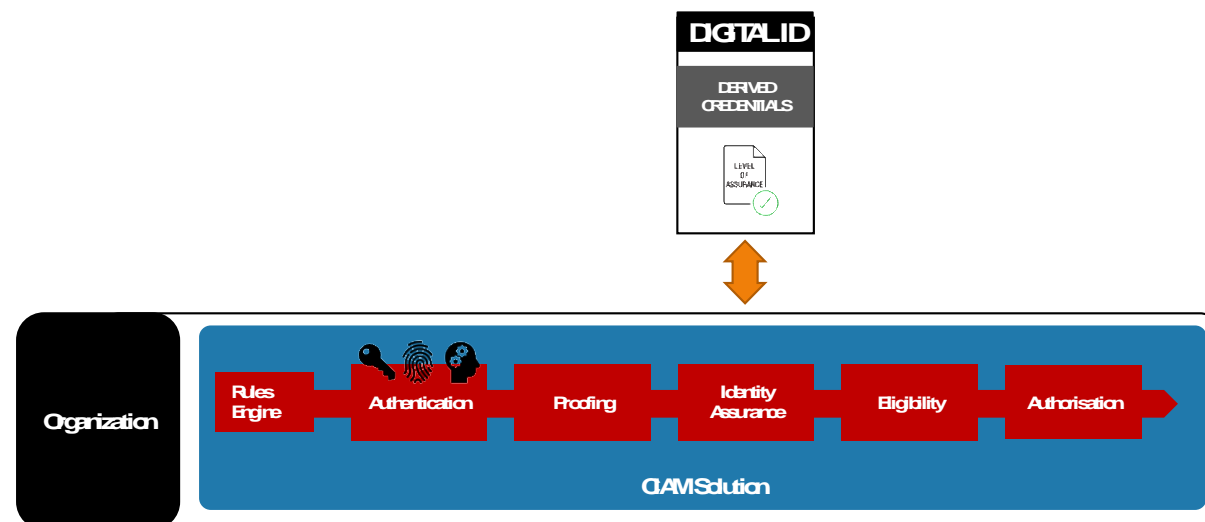 DIGITAL ID
DERIVED
CREDENTIALS
LEVEL
OF
ASSURANCE
Organization
Rules
Engine
Authentication
Proofing
Identity
Assurance
Eligibility
Authorisation
CIAM Solution